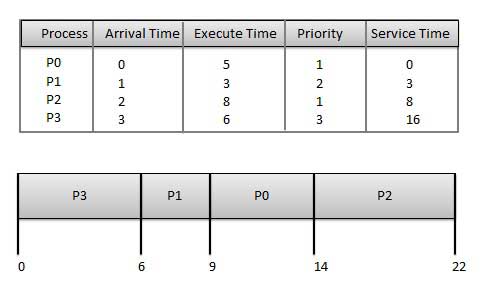 Process Arrival Time Execute Time Priority Service Time
P0 0 5 1 0
P1 1 3 2 3
P2 2 8 1 8
P3 3 6 3 16
P3 P1 P0 P2
0 6 9 14 22